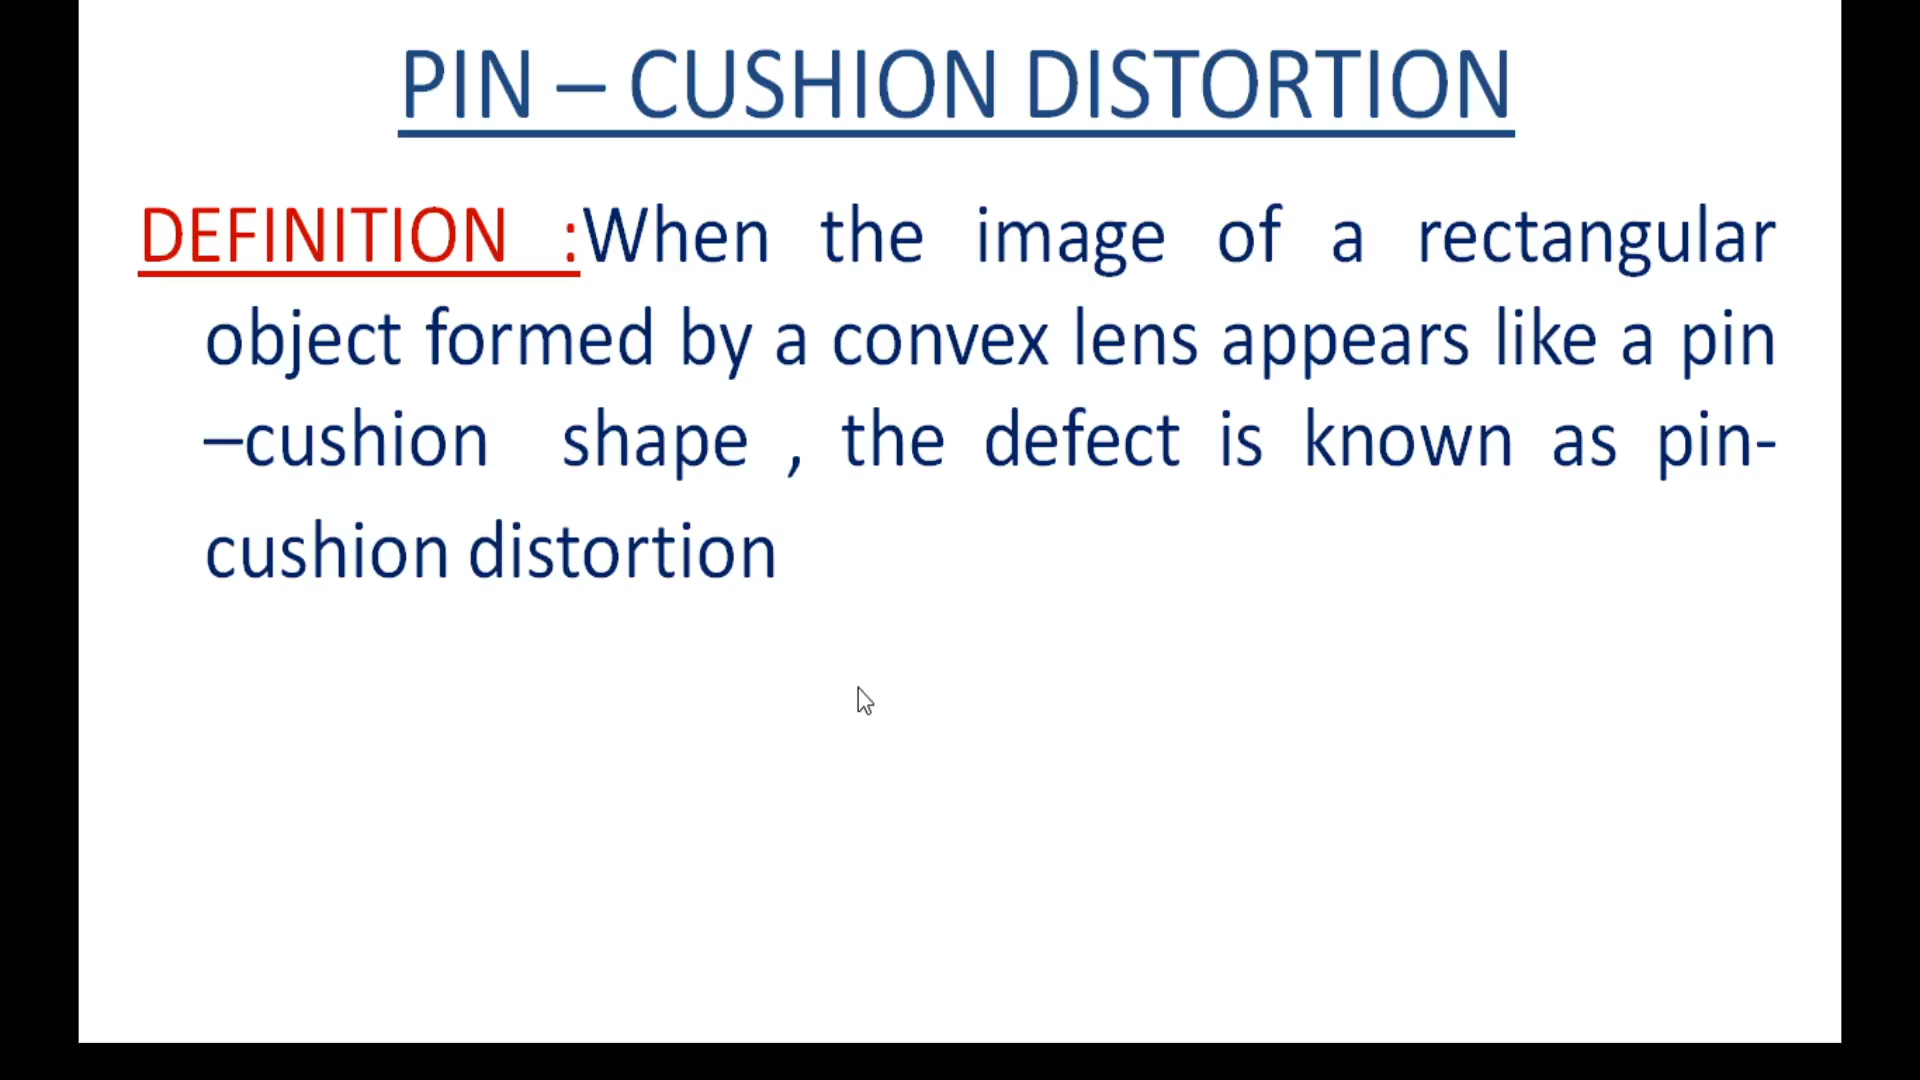 PIN – CUSHION DISTORTION
DEFINITION :When the image of a rectangular
object formed by a convex lens appears like a pin
–cushion shape , the defect is known as pin-
cushion distortion